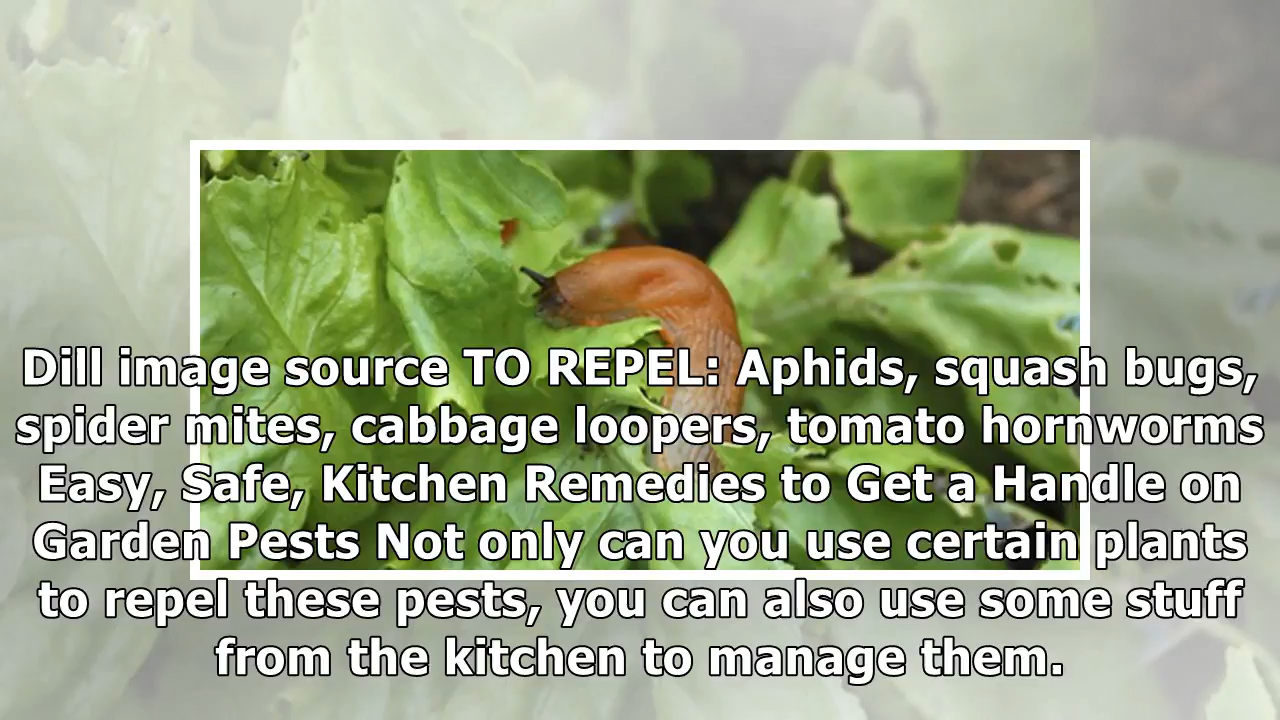 Dill image source TO REPEL: Aphids, squash bugs,
spider mites, cabbage loopers, tomato hornworms
Easy, Safe, Kitchen Remedies to Get a Handle on
Garden Pests Not only can you use certain plants
to repel these pests, you can also use some stuff
from the kitchen to manage them.